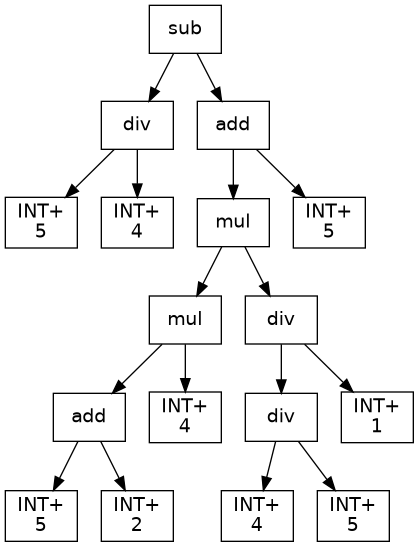 sub
div
add
INT+
5
INT+
4
mul
INT+
5
mul
div
add
INT+
4
div
INT+
1
INT+
5
INT+
2
INT+
4
INT+
5